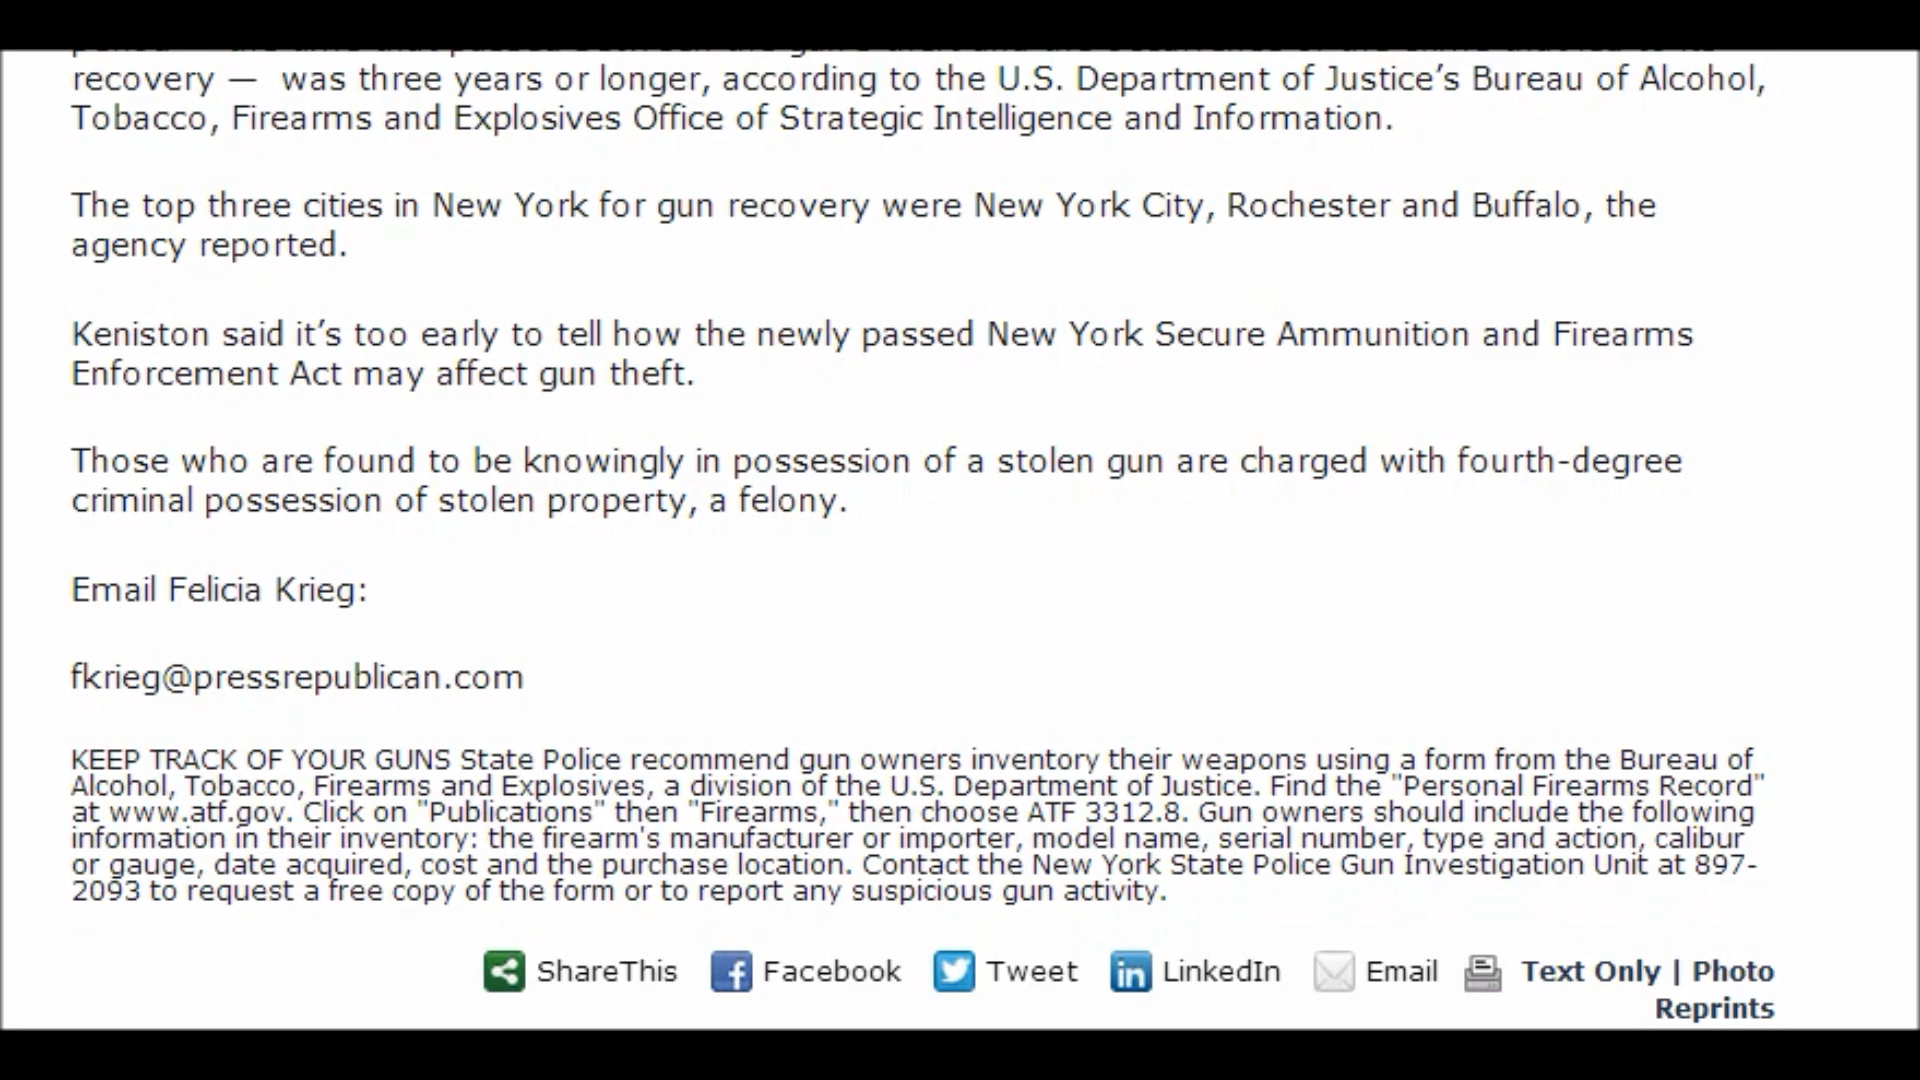 recovery —  was three years or longer, according to the U.S. Department of Justice’s Bureau of Alcohol,
Tobacco, Firearms and Explosives Office of Strategic Intelligence and Information.
The top three cities in New York for gun recovery were New York City, Rochester and Buffalo, the
agency reported.
Keniston said it’s too early to tell how the newly passed New York Secure Ammunition and Firearms
Enforcement Act may affect gun theft.
Those who are found to be knowingly in possession of a stolen gun are charged with fourth-degree
criminal possession of stolen property, a felony.
Email Felicia Krieg:
fkrieg@pressrepublican.com
KEEP TRACK OF YOUR GUNS State Police recommend gun owners inventory their weapons using a form from the Bureau of
Alcohol, Tobacco, Firearms and Explosives, a division of the U.S. Department of Justice. Find the "Personal Firearms Record"
at www.atf.gov. Click on "Publications" then "Firearms," then choose ATF 3312.8. Gun owners should include the following
information in their inventory: the firearm's manufacturer or importer, model name, serial number, type and action, calibur
or gauge, date acquired, cost and the purchase location. Contact the New York State Police Gun Investigation Unit at 897-
2093 to request a free copy of the form or to report any suspicious gun activity.
ShareThis Facebook Tweet LinkedIn Email Text Only | Photo
Reprints